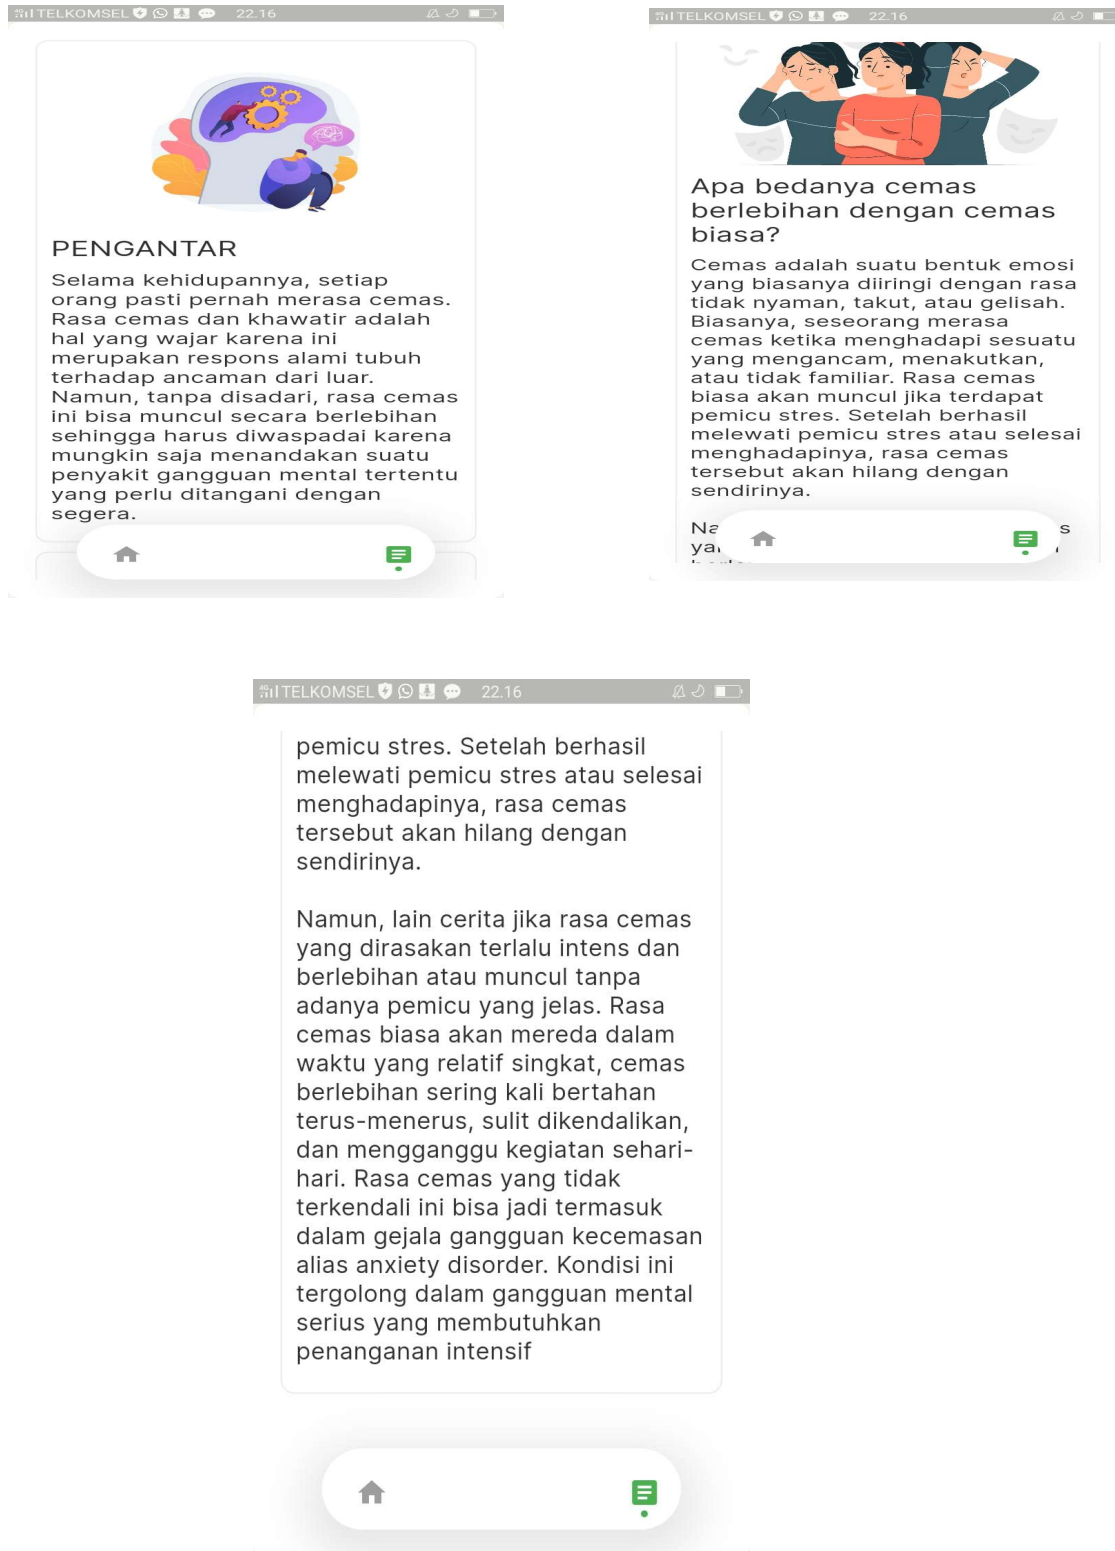 4G TELKOMSEL 22.16
PENGANTAR
Selama kehidupannya, setiap
orang pasti pernah merasa cemas.
Rasa cemas dan khawatir adalah
hal yang wajar karena ini
merupakan respons alami tubuh
terhadap ancaman dari luar.
Namun, tanpa disadari, rasa cemas
ini bisa muncul secara berlebihan
sehingga harus diwaspadai karena
mungkin saja menandakan suatu
penyakit gangguan mental tertentu
yang perlu ditangani dengan
segera.
4G TELKOMSEL 22.16
Apa bedanya cemas
berlebihan dengan cemas
biasa?
Cemas adalah suatu bentuk emosi
yang biasanya diiringi dengan rasa
tidak nyaman, takut, atau gelisah.
Biasanya, seseorang merasa
cemas ketika menghadapi sesuatu
yang mengancam, menakutkan,
atau tidak familiar. Rasa cemas
biasa akan muncul jika terdapat
pemicu stres. Setelah berhasil
melewati pemicu stres atau selesai
menghadapinya, rasa cemas
tersebut akan hilang dengan
sendirinya.
4G TELKOMSEL 22.16
pemicu stres. Setelah berhasil
melewati pemicu stres atau selesai
menghadapinya, rasa cemas
tersebut akan hilang dengan
sendirinya.
Namun, lain cerita jika rasa cemas
yang dirasakan terlalu intens dan
berlebihan atau muncul tanpa
adanya pemicu yang jelas. Rasa
cemas biasa akan mereda dalam
waktu yang relatif singkat, cemas
berlebihan sering kali bertahan
terus-menerus, sulit dikendalikan,
dan mengganggu kegiatan sehari-
hari. Rasa cemas yang tidak
terkendali ini bisa jadi termasuk
dalam gejala gangguan kecemasan
alias anxiety disorder. Kondisi ini
tergolong dalam gangguan mental
serius yang membutuhkan
penanganan intensif